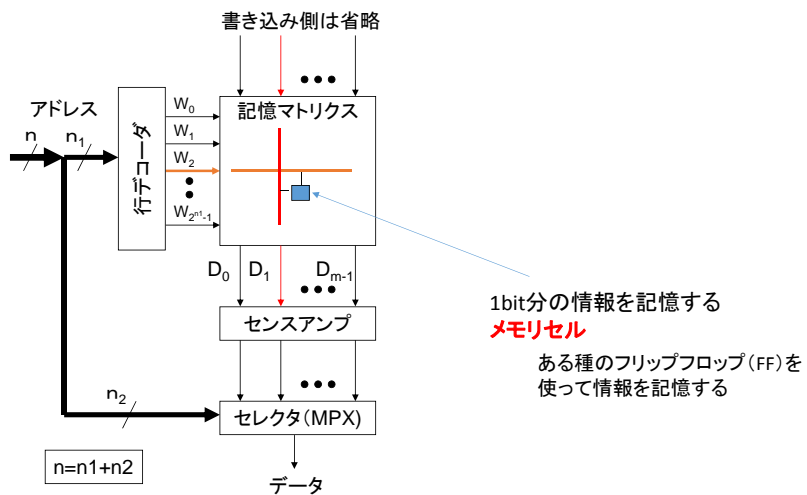 書き込み側は省略
•••
アドレス
n
n₁
行デコーダ
W₀
W₁
W₂
W₂ⁿ¹₋₁
記憶マトリクス
D₀
D₁
Dₘ₋₁
•••
センスアンプ
•••
n₂
セレクタ(MPX)
n=n1+n2
データ
1bit分の情報を記憶する
メモリセル
ある種のフリップフロップ(FF)を
使って情報を記憶する